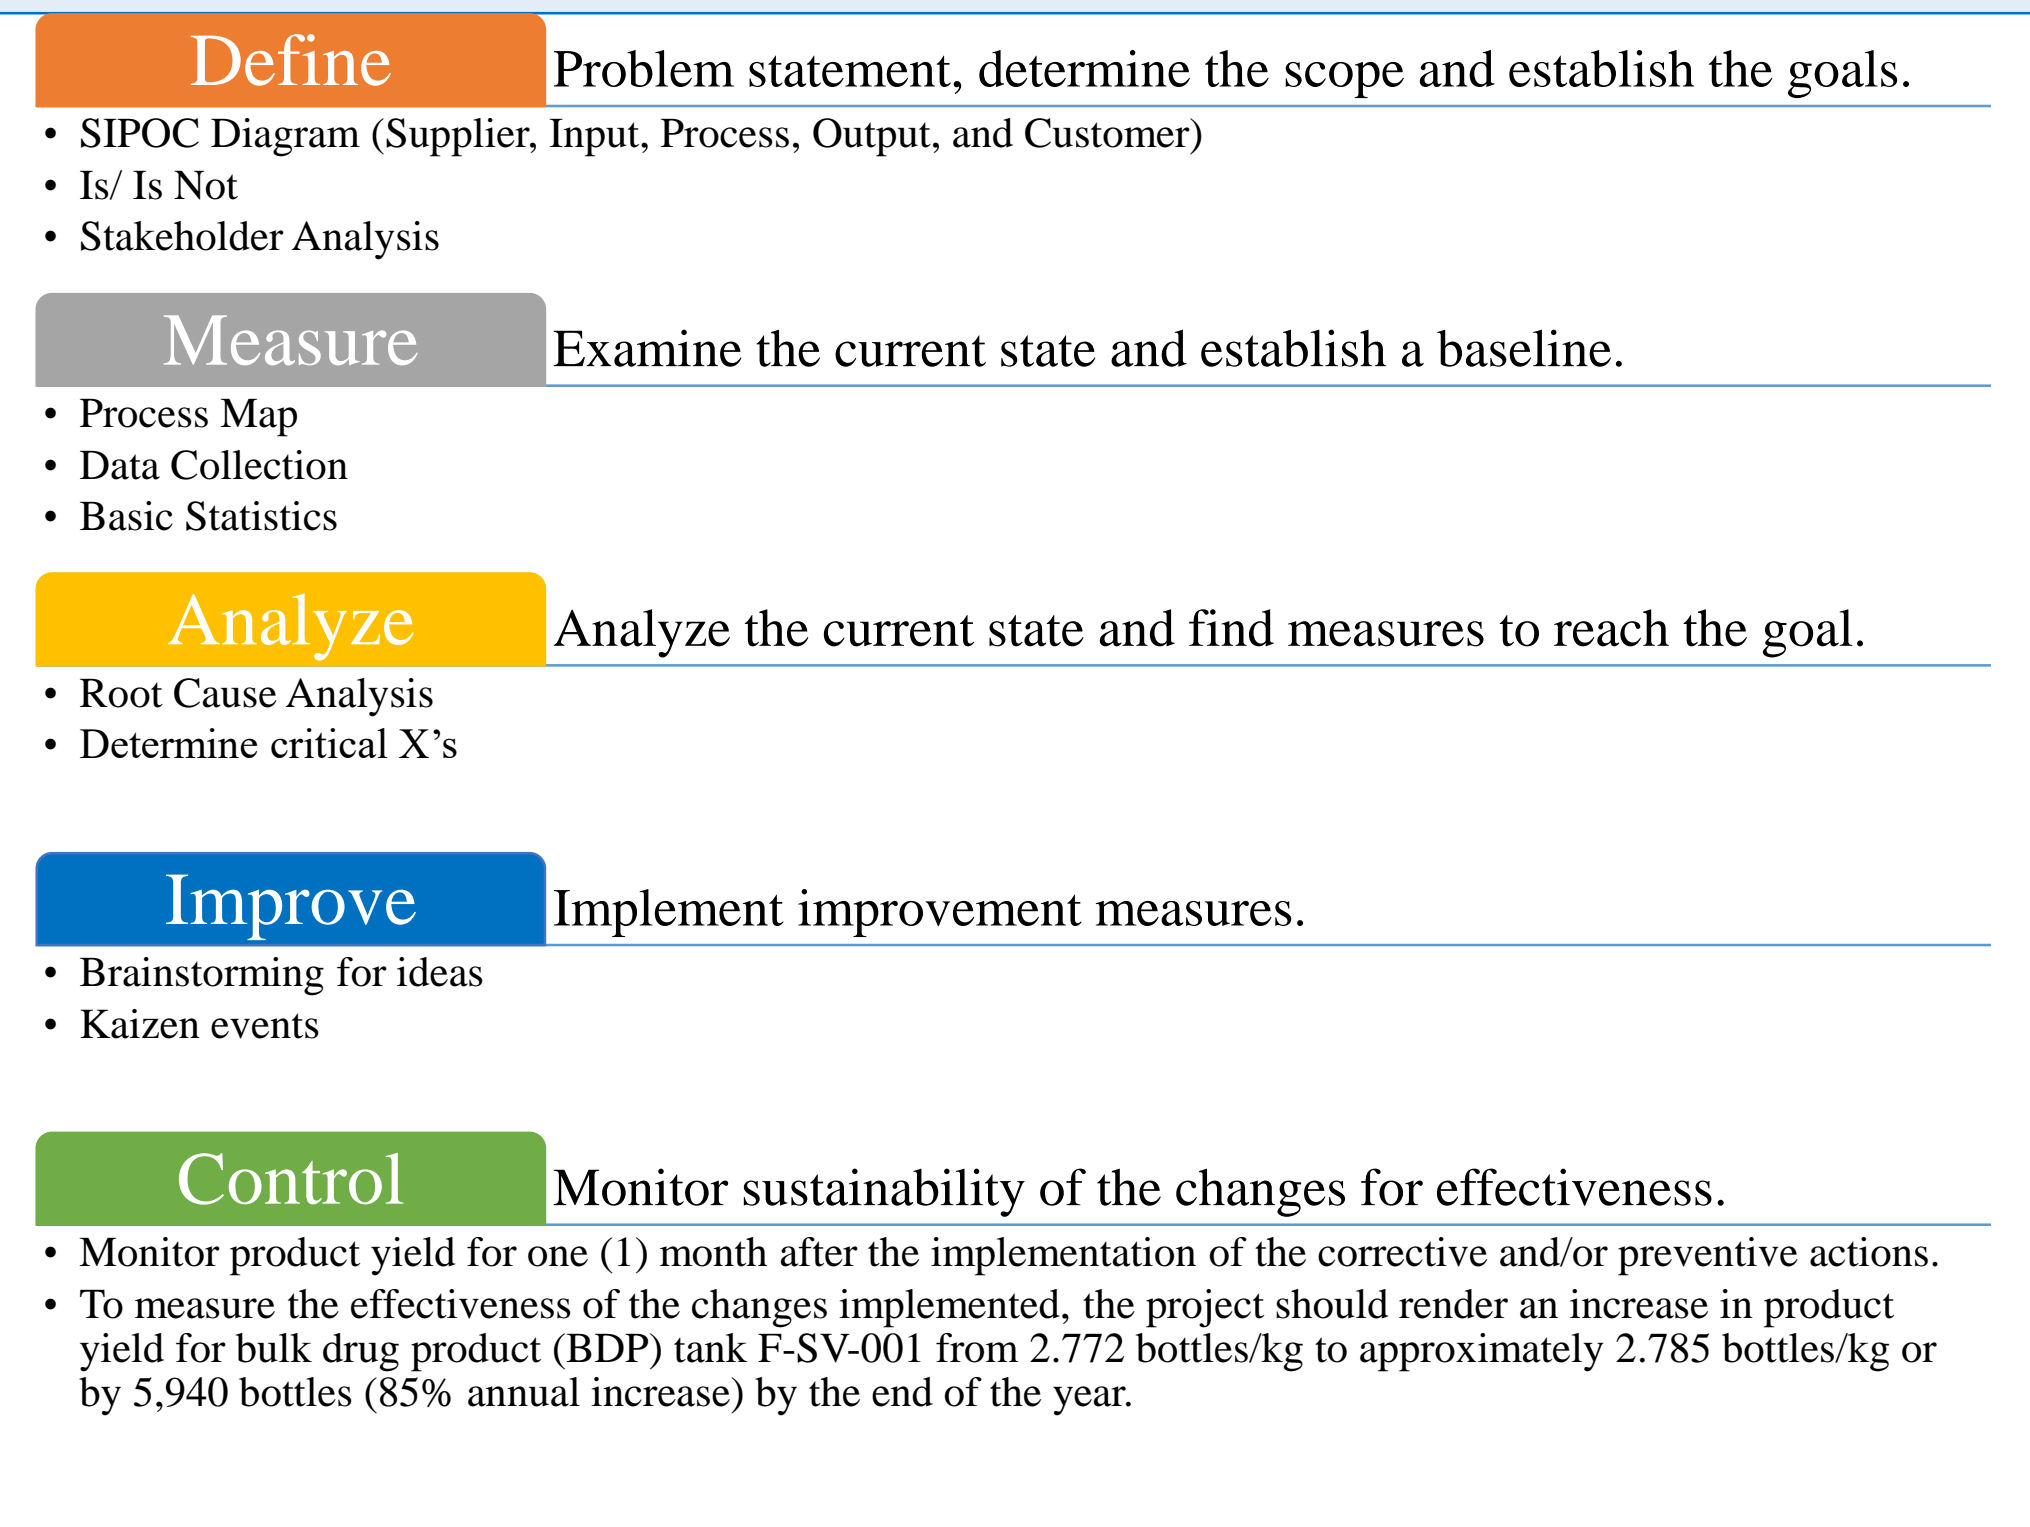 Define
Problem statement, determine the scope and establish the goals.
• SIPOC Diagram (Supplier, Input, Process, Output, and Customer)
• Is/ Is Not
• Stakeholder Analysis
Measure
Examine the current state and establish a baseline.
• Process Map
• Data Collection
• Basic Statistics
Analyze
Analyze the current state and find measures to reach the goal.
• Root Cause Analysis
• Determine critical X’s
Improve
Implement improvement measures.
• Brainstorming for ideas
• Kaizen events
Control
Monitor sustainability of the changes for effectiveness.
• Monitor product yield for one (1) month after the implementation of the corrective and/or preventive actions.
• To measure the effectiveness of the changes implemented, the project should render an increase in product
yield for bulk drug product (BDP) tank F-SV-001 from 2.772 bottles/kg to approximately 2.785 bottles/kg or
by 5,940 bottles (85% annual increase) by the end of the year.